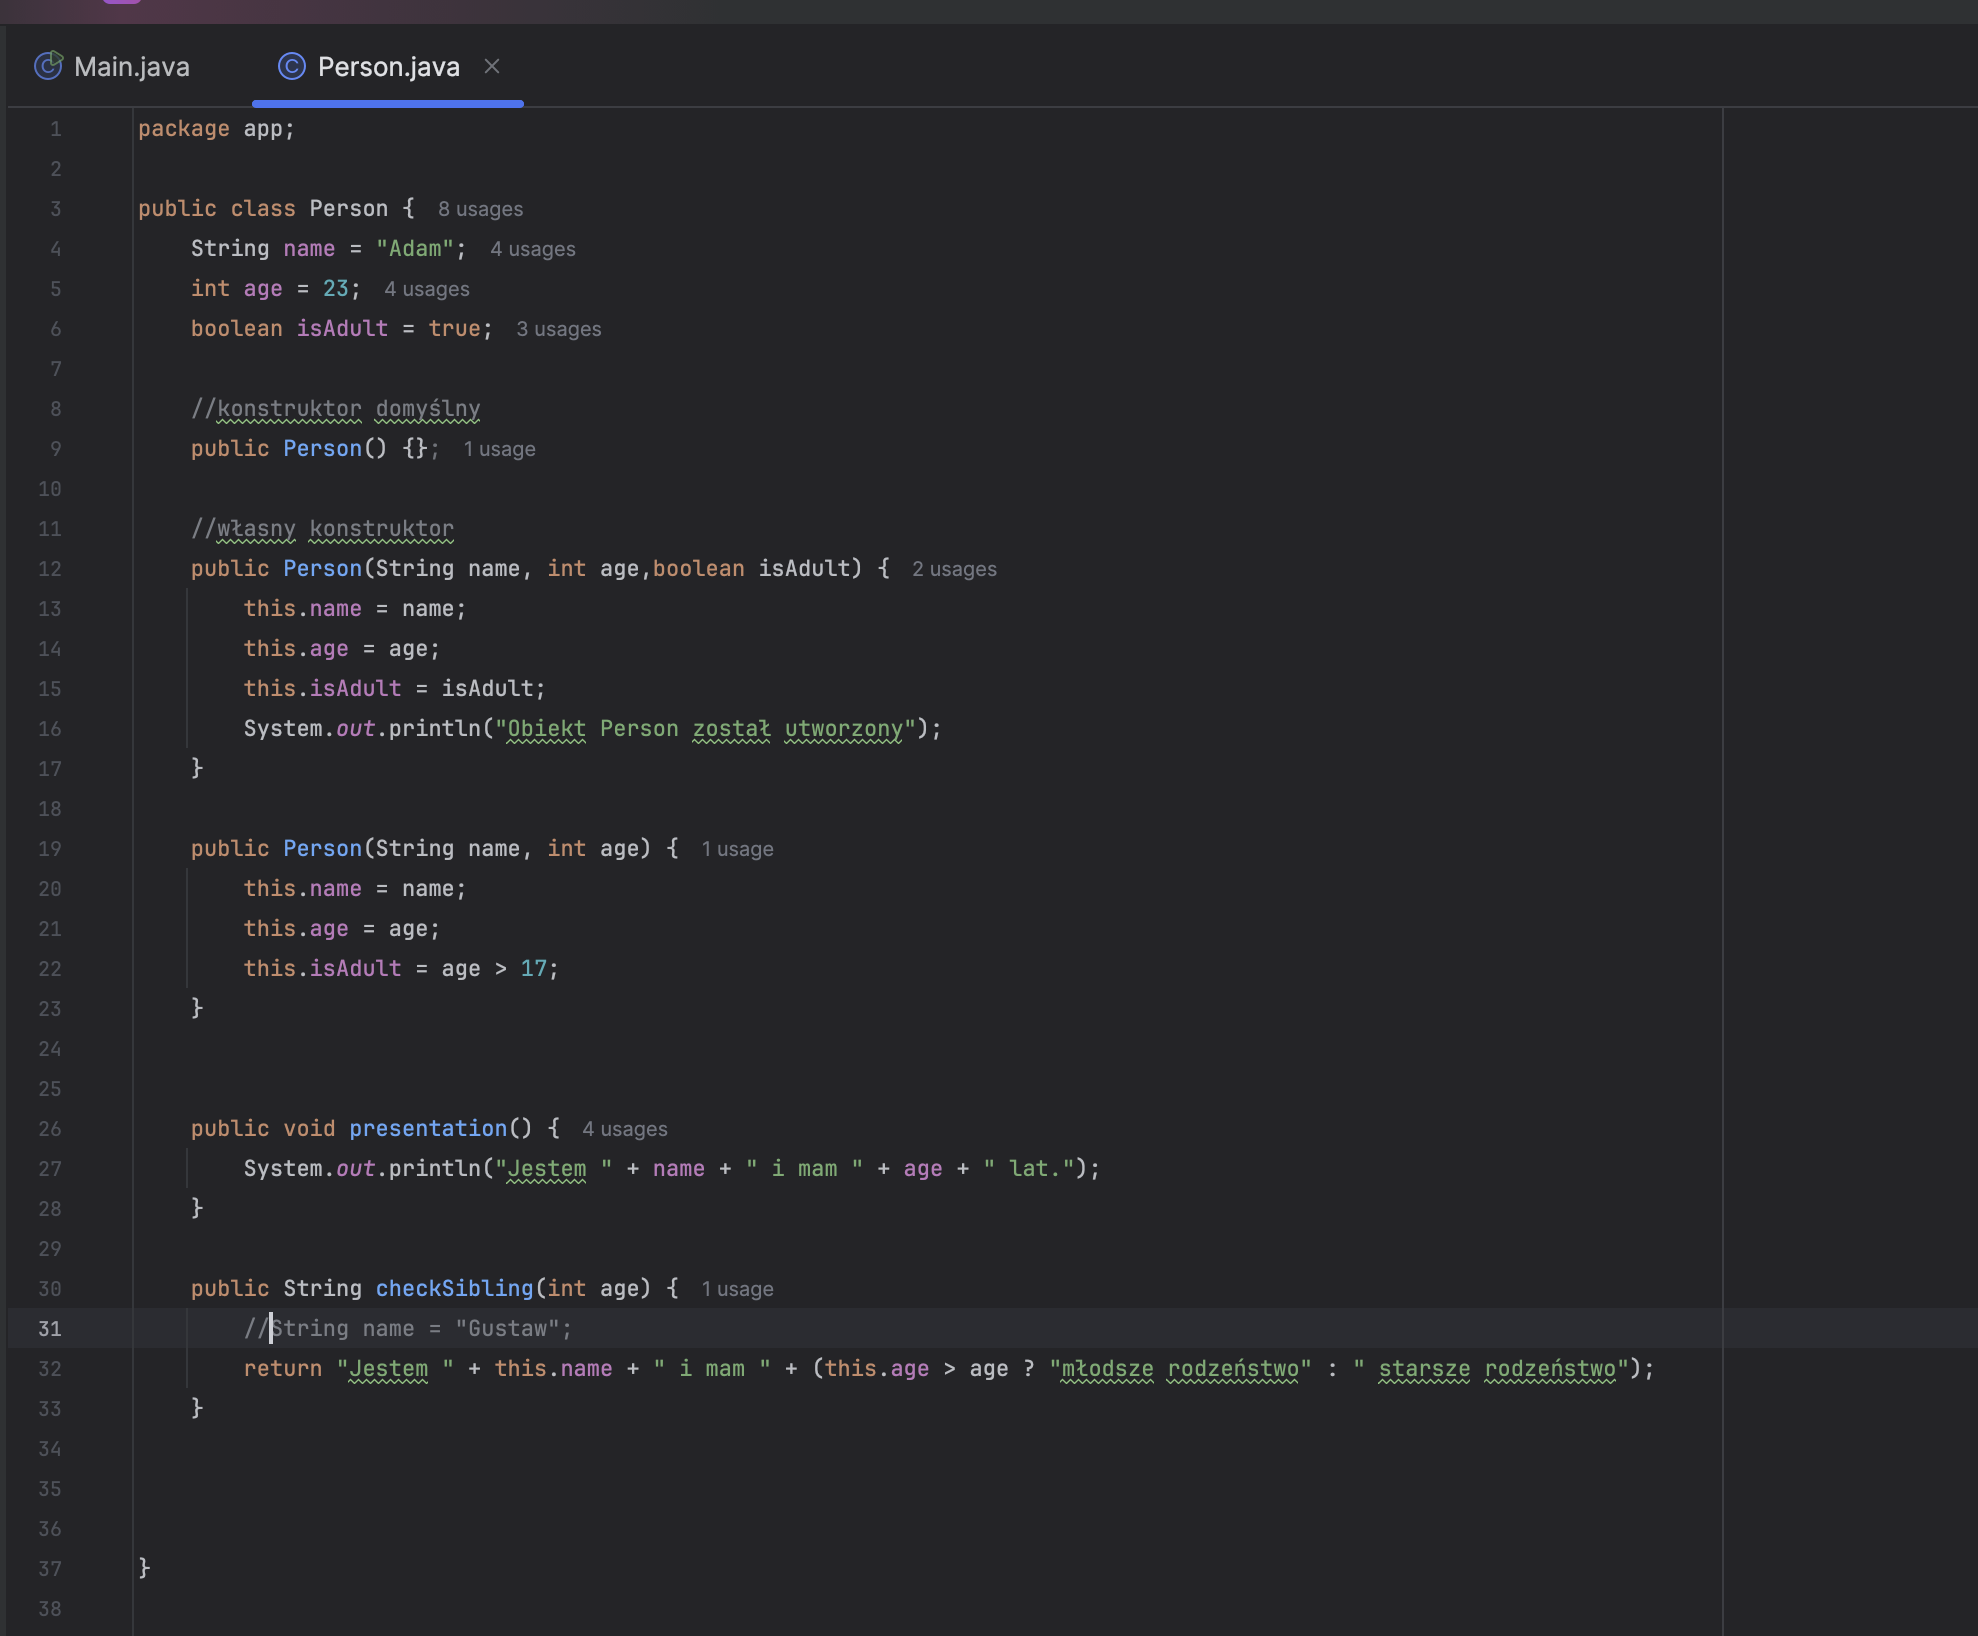 Main.java Person.java
1 package app;
2
3 public class Person { 8 usages
4 String name = "Adam"; 4 usages
5 int age = 23; 4 usages
6 boolean isAdult = true; 3 usages
7
8 //konstruktor domyślny
9 public Person() {}; 1 usage
10
11 //własny konstruktor
12 public Person(String name, int age,boolean isAdult) { 2 usages
13 this.name = name;
14 this.age = age;
15 this.isAdult = isAdult;
16 System.out.println("Obiekt Person został utworzony");
17 }
18
19 public Person(String name, int age) { 1 usage
20 this.name = name;
21 this.age = age;
22 this.isAdult = age > 17;
23 }
24
25
26 public void presentation() { 4 usages
27 System.out.println("Jestem " + name + " i mam " + age + " lat.");
28 }
29
30 public String checkSibling(int age) { 1 usage
31 //String name = "Gustaw";
32 return "Jestem " + this.name + " i mam " + (this.age > age ? "młodsze rodzeństwo" : " starsze rodzeństwo");
33 }
34
35
36
37 }
38